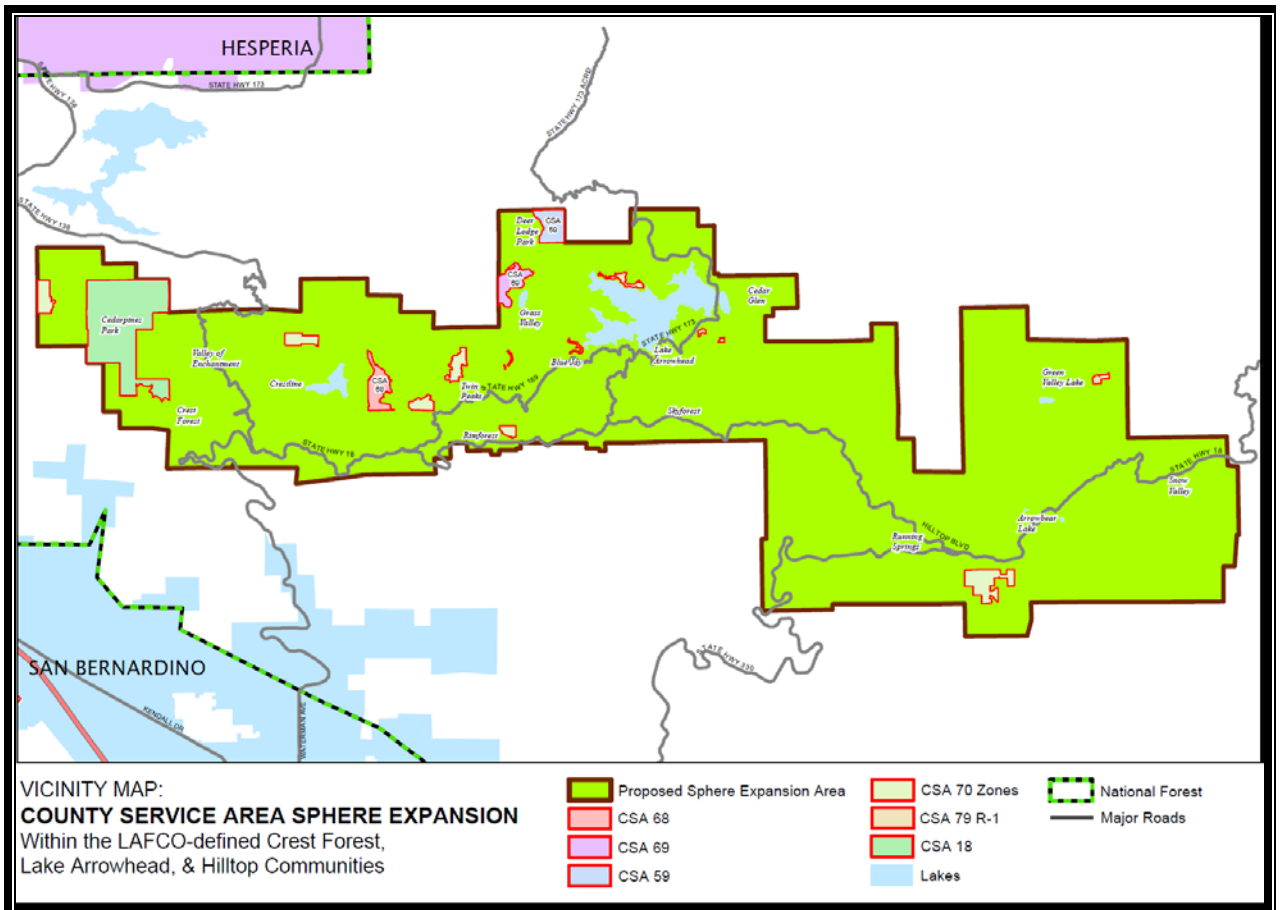 HESPERIA
STATE HWY 138
STATE HWY 173
STATE HWY 173 ACRD
STATE HWY 138
Deer
Lodge
Park
CSA
59
CSA
69
Grass
Valley
Cedar
Glen
Cedarpines
Park
Valley of
Enchantment
Crestline
CSA
68
Twin
Peaks
STATE HWY 189
Blue Jay
STATE HWY 173
Lake
Arrowhead
Green
Valley Lake
Crest
Forest
Rimforest
Skyforest
STATE HWY 18
STATE HWY 18
Snow
Valley
Arrowbear
Lake
HILLTOP BLVD
Running
Springs
STATE HWY 330
SAN BERNARDINO
KENDALL DR
WATERMAN AVE
VICINITY MAP:
COUNTY SERVICE AREA SPHERE EXPANSION
Within the LAFCO-defined Crest Forest,
Lake Arrowhead, & Hilltop Communities
Proposed Sphere Expansion Area
CSA 68
CSA 69
CSA 59
CSA 70 Zones
CSA 79 R-1
CSA 18
Lakes
National Forest
Major Roads